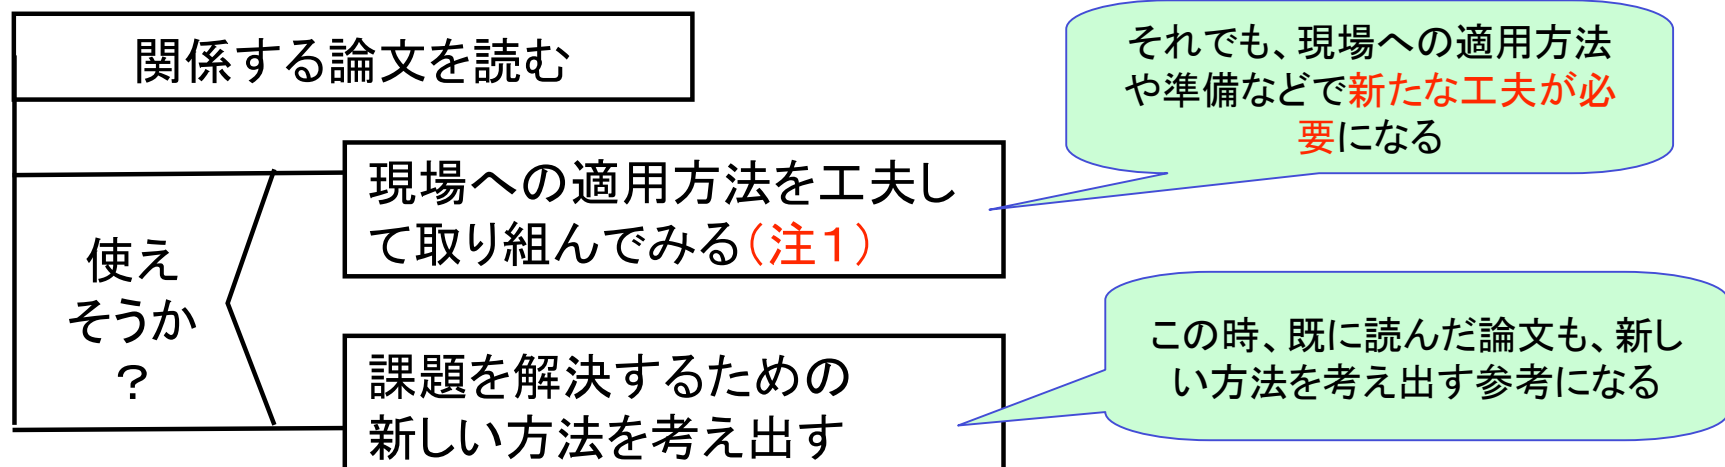 関係する論文を読む
それでも、現場への適用方法
や準備などで新たな工夫が必
要になる
現場への適用方法を工夫し
て取り組んでみる(注1)
使え
そうか
？
この時、既に読んだ論文も、新し
い方法を考え出す参考になる
課題を解決するための
新しい方法を考え出す